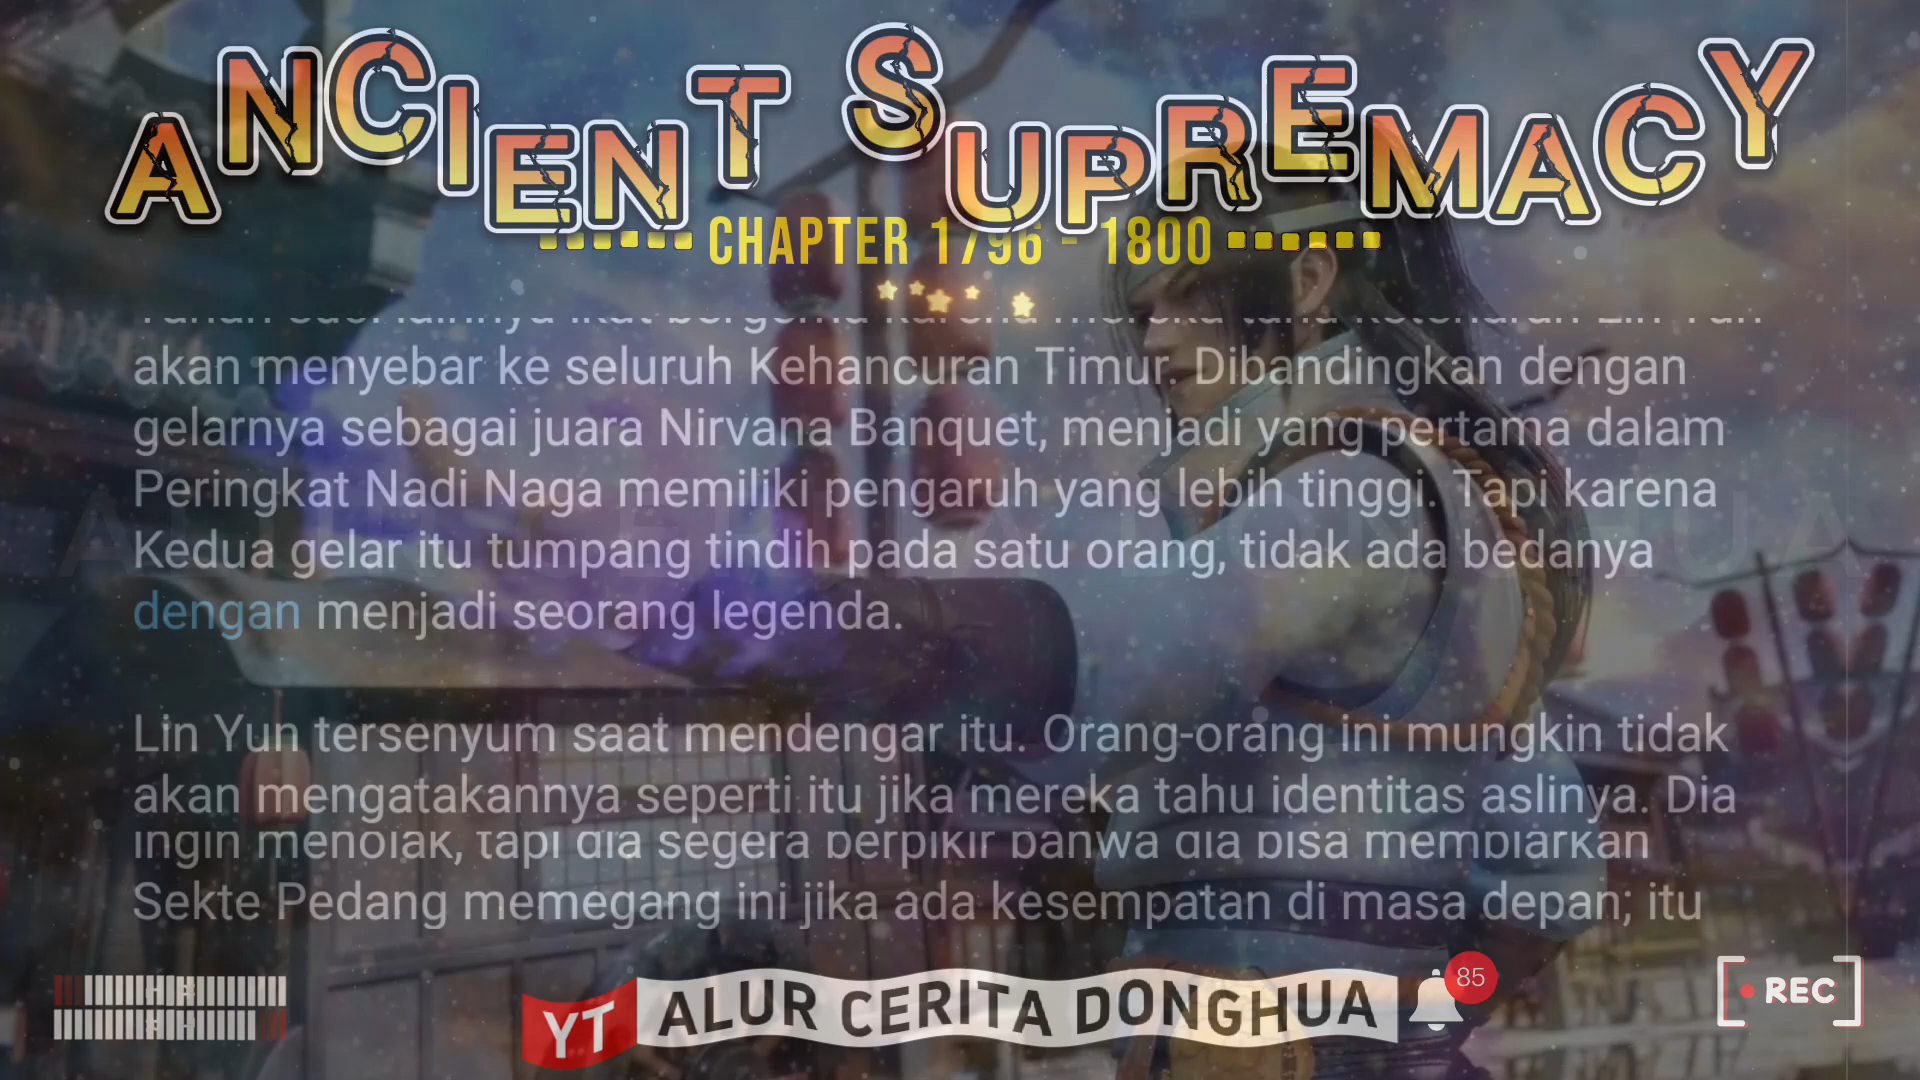 ANCIENT SUPREMACY
CHAPTER 1796 - 1800
akan menyebar ke seluruh Kehancuran Timur. Dibandingkan dengan
gelarnya sebagai juara Nirvana Banquet, menjadi yang pertama dalam
Peringkat Nadi Naga memiliki pengaruh yang lebih tinggi. Tapi karena
Kedua gelar itu tumpang tindih pada satu orang, tidak ada bedanya
dengan menjadi seorang legenda.
Lin Yun tersenyum saat mendengar itu. Orang-orang ini mungkin tidak
akan mengatakannya seperti itu jika mereka tahu identitas aslinya. Dia
ingin menolak, tapi dia segera berpikir bahwa dia bisa membiarkan
Sekte Pedang memegang ini jika ada kesempatan di masa depan; itu
YT ALUR CERITA DONGHUA
85
REC